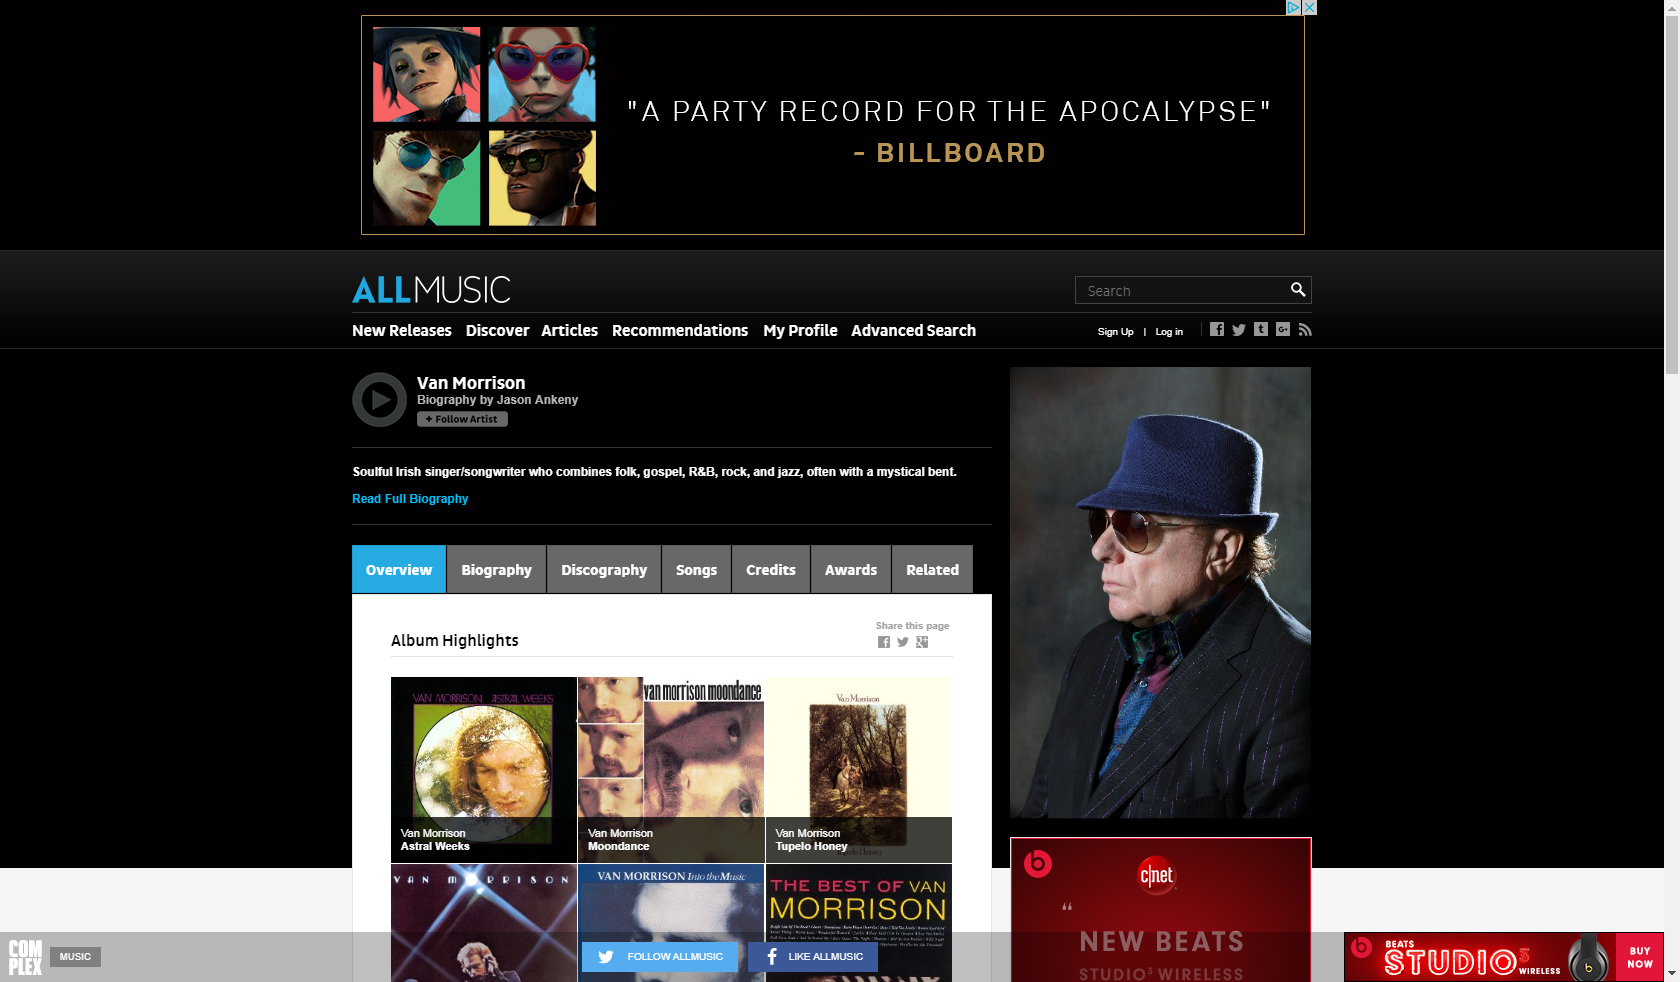 "A PARTY RECORD FOR THE APOCALYPSE"
- BILLBOARD
ALLMUSIC
Search
New Releases Discover Articles Recommendations My Profile Advanced Search
Sign Up | Log in
Van Morrison
Biography by Jason Ankeny
+ Follow Artist
Soulful Irish singer/songwriter who combines folk, gospel, R&B, rock, and jazz, often with a mystical bent.
Read Full Biography
Overview Biography Discography Songs Credits Awards Related
Share this page
Album Highlights
VAN MORRISON ASTRAL WEEKS
van morrison moondance
Van Morrison
Van Morrison
Astral Weeks
Van Morrison
Moondance
Van Morrison
Tupelo Honey
Tupelo Honey
VAN MORRISON
VAN MORRISON Into the Music
THE BEST OF VAN
MORRISON
c|net
“
NEW BEATS
STUDIO³ WIRELESS
COM
PLEX
MUSIC
FOLLOW ALLMUSIC
LIKE ALLMUSIC
BEATS
STUDIO3
WIRELESS
BUY
NOW